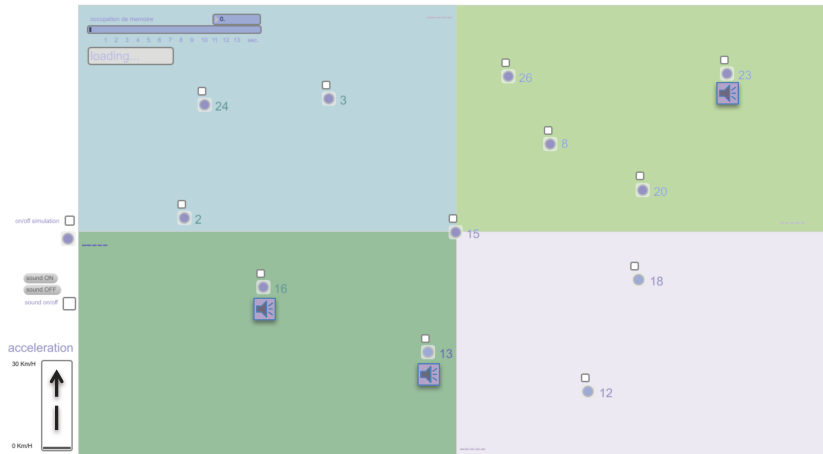 occupation de memoire
0.
1 2 3 4 5 6 7 8 9 10 11 12 13 sec
loading...
26
23
24
3
8
20
2
on/off simulation
15
18
sound ON
16
sound OFF
sound on/off
acceleration
13
30 Km/H
12
0 Km/H